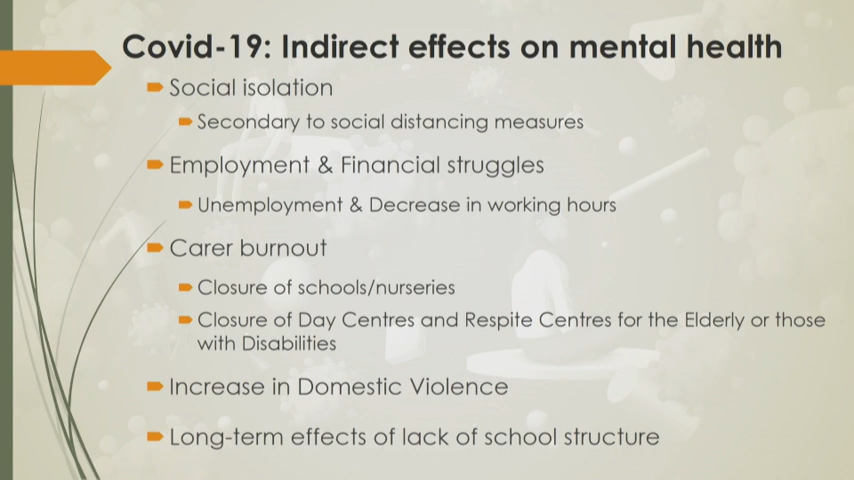 Covid-19: Indirect effects on mental health
Social isolation
Secondary to social distancing measures
Employment & Financial struggles
Unemployment & Decrease in working hours
Carer burnout
Closure of schools/nurseries
Closure of Day Centres and Respite Centres for the Elderly or those
with Disabilities
Increase in Domestic Violence
Long-term effects of lack of school structure